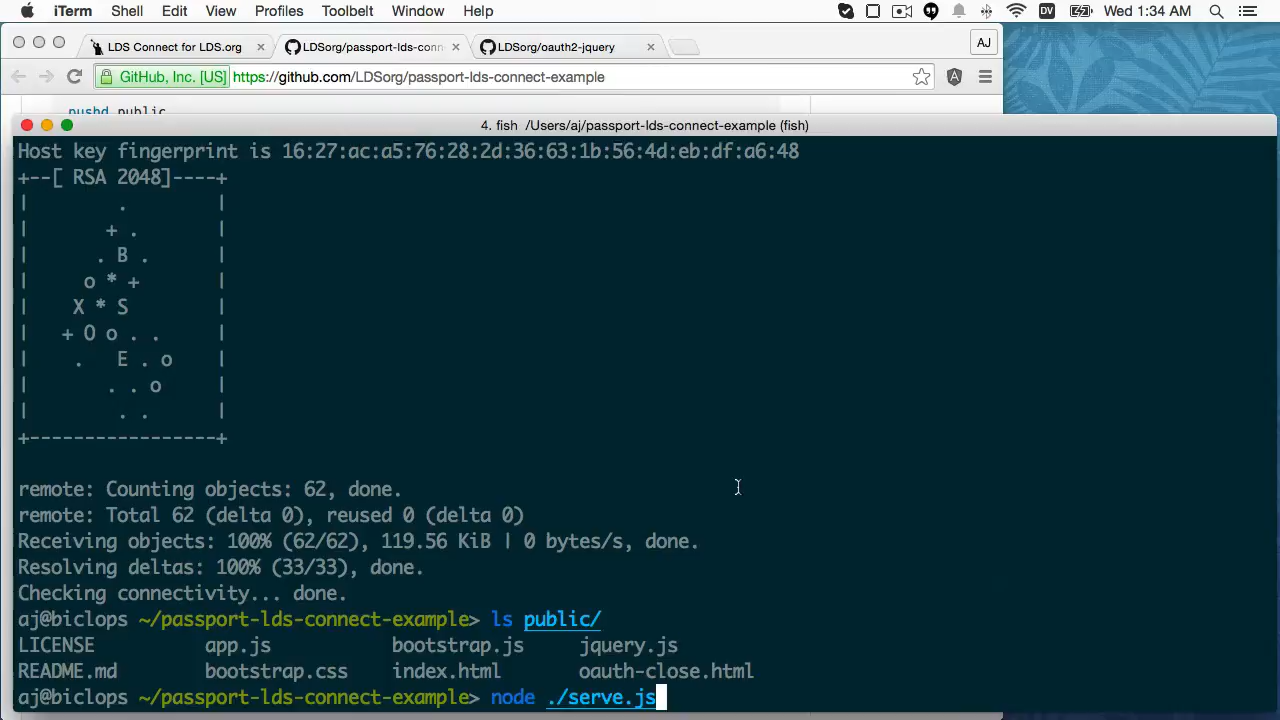 iTerm Shell Edit View Profiles Toolbelt Window Help DV Wed 1:34 AM
LDS Connect for LDS.org LDSorg/passport-lds-conn LDSorg/oauth2-jquery AJ
GitHub, Inc. [US] https://github.com/LDSorg/passport-lds-connect-example
pushd public
4. fish /Users/aj/passport-lds-connect-example (fish)
Host key fingerprint is 16:27:ac:a5:76:28:2d:36:63:1b:56:4d:eb:df:a6:48
+--[ RSA 2048]----+
|        .        |
|       + .       |
|      . B .      |
|     o * +       |
|    X * S        |
|   + O o . .     |
|    .   E . o    |
|       . . o     |
|        . .      |
+-----------------+
remote: Counting objects: 62, done.
remote: Total 62 (delta 0), reused 0 (delta 0)
Receiving objects: 100% (62/62), 119.56 KiB | 0 bytes/s, done.
Resolving deltas: 100% (33/33), done.
Checking connectivity... done.
aj@biclops ~/passport-lds-connect-example> ls public/
LICENSE app.js bootstrap.js jquery.js
README.md bootstrap.css index.html oauth-close.html
aj@biclops ~/passport-lds-connect-example> node ./serve.js